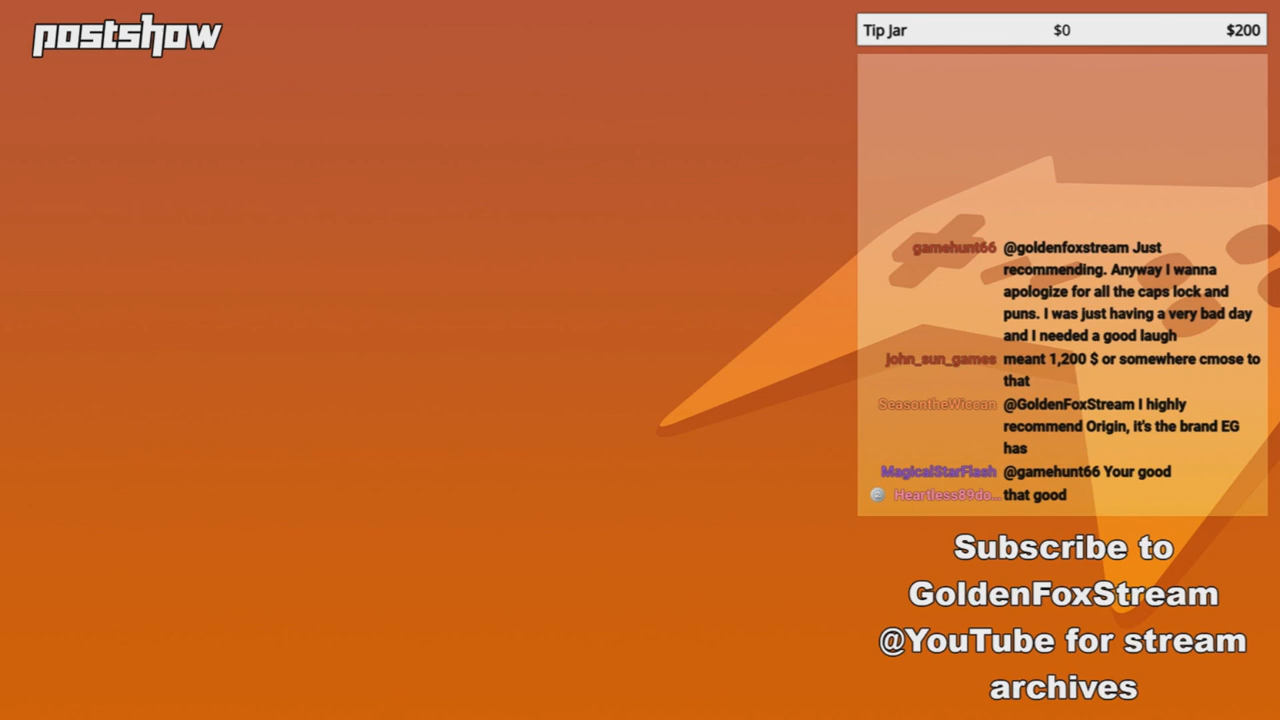 postshow
Tip Jar $0 $200
gamehunt66 @goldenfoxstream Just
recommending. Anyway I wanna
apologize for all the caps lock and
puns. I was just having a very bad day
and I needed a good laugh
john_sun_games meant 1,200 $ or somewhere cmose to
that
SeasontheWiccan @GoldenFoxStream I highly
recommend Origin, it's the brand EG
has
MagicalStarFlash @gamehunt66 Your good
Heartless89do... that good
Subscribe to
GoldenFoxStream
@YouTube for stream
archives